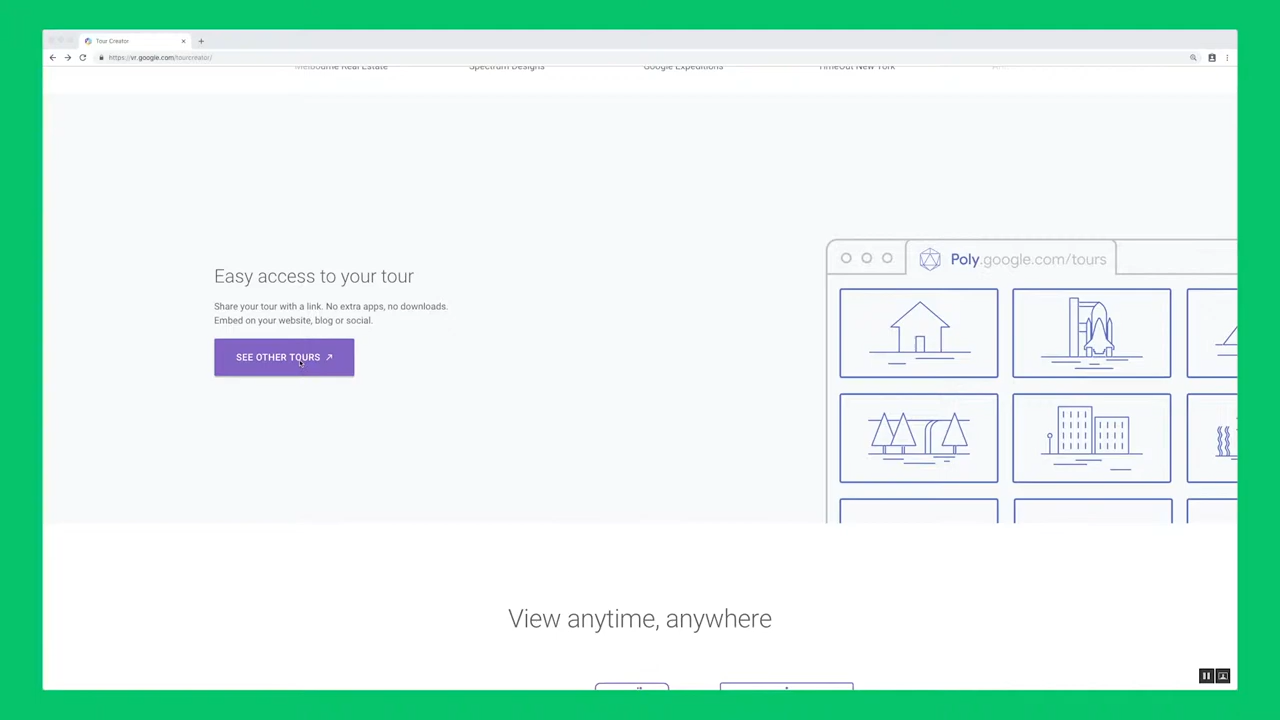 Tour Creator
https://vr.google.com/tourcreator/
Melbourne Real Estate
Spectrum Designs
Google Expeditions
TimeOut New York
Easy access to your tour
Share your tour with a link. No extra apps, no downloads.
Embed on your website, blog or social.
SEE OTHER TOURS
Poly.google.com/tours
View anytime, anywhere